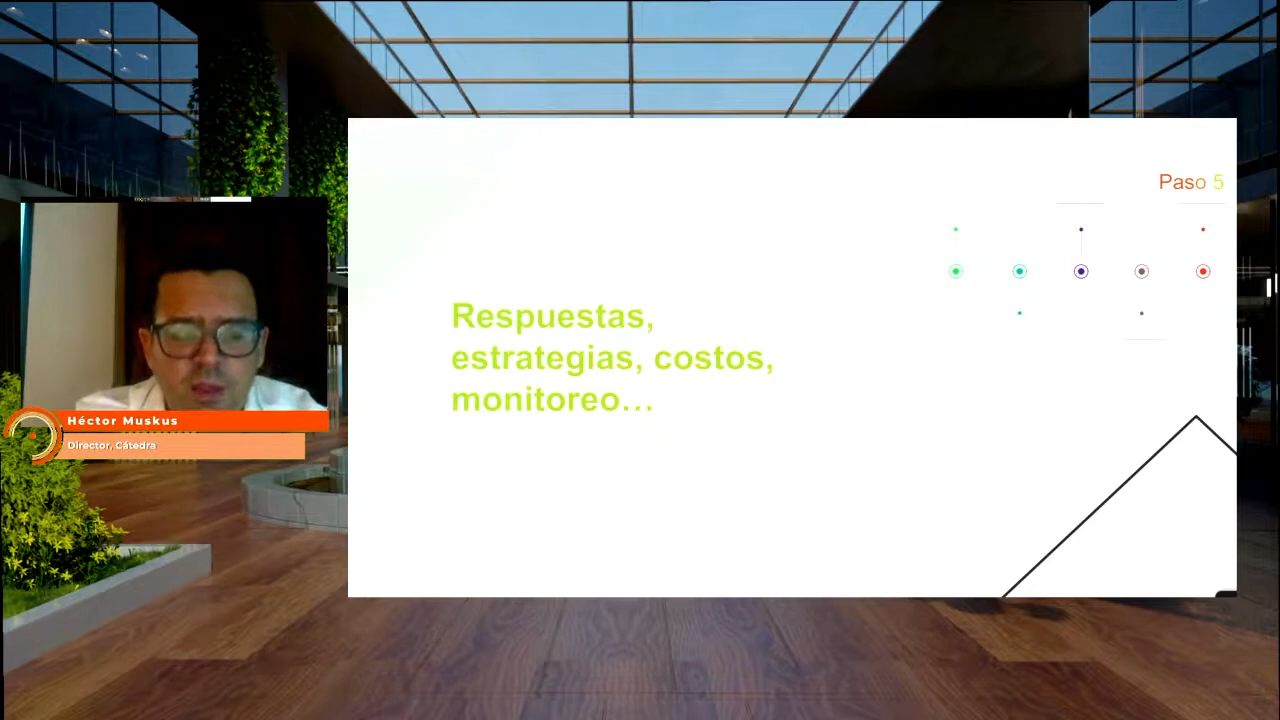 Paso 5
Respuestas,
estrategias, costos,
monitoreo...
Héctor Muskus
Director, Cátedra